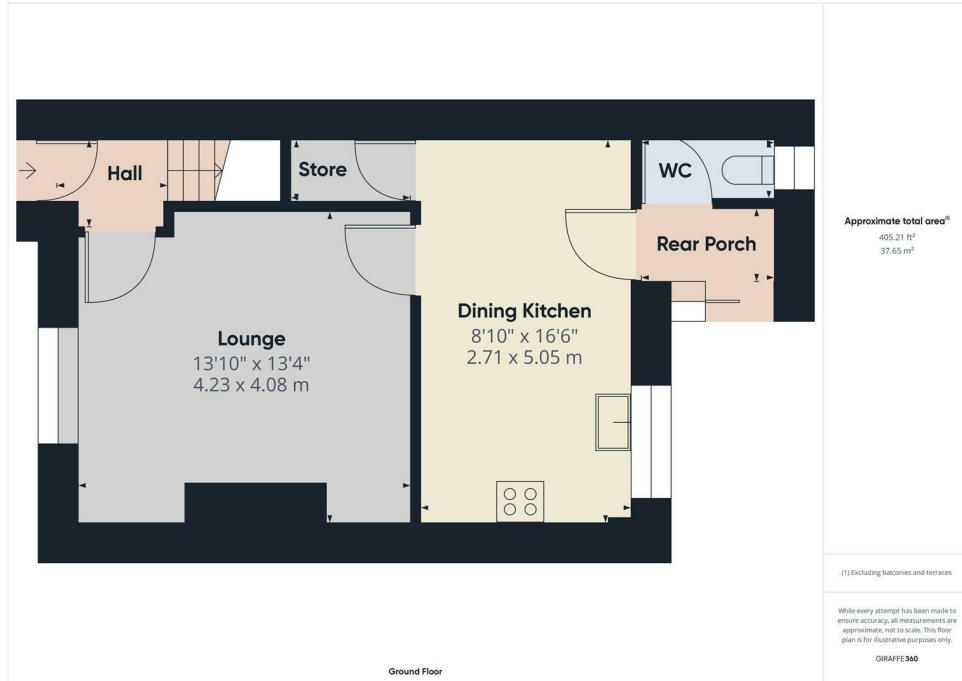 Hall
Store
WC
Rear Porch
Lounge
13'10" x 13'4"
4.23 x 4.08 m
Dining Kitchen
8'10" x 16'6"
2.71 x 5.05 m
Ground Floor
Approximate total area⁽¹⁾
405.21 ft²
37.65 m²
(1) Excluding balconies and terraces
While every attempt has been made to
ensure accuracy, all measurements are
approximate, not to scale. This floor
plan is for illustrative purposes only.
GIRAFFE360